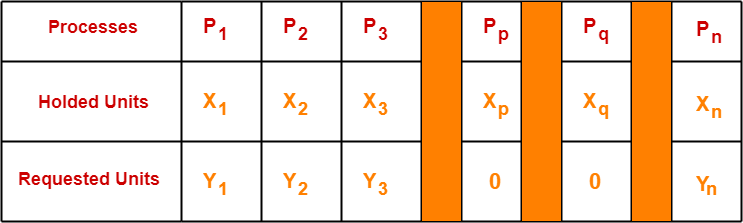 Processes P1 P2 P3 Pp Pq Pn
Holded Units X1 X2 X3 Xp Xq Xn
Requested Units Y1 Y2 Y3 0 0 Yn